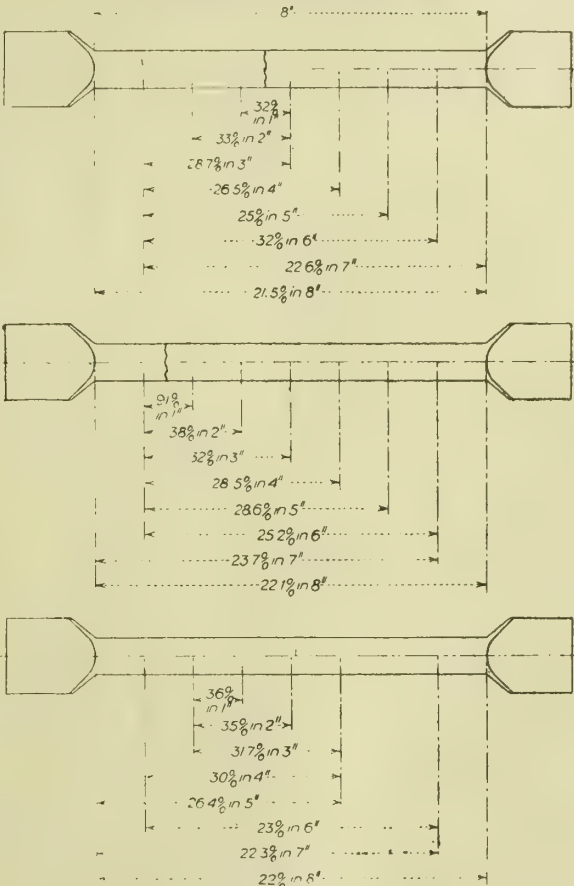 8"
32%
in 1"
33% in 2"
28.7% in 3"
26.5% in 4"
25% in 5"
32% in 6"
22.6% in 7"
21.5% in 8"
91%
in 1"
38% in 2"
32% in 3"
28.5% in 4"
28.6% in 5"
25.2% in 6"
23.7% in 7"
22.1% in 8"
36%
in 1"
35% in 2"
31.7% in 3"
30% in 4"
26.4% in 5"
23% in 6"
22.3% in 7"
22% in 8"